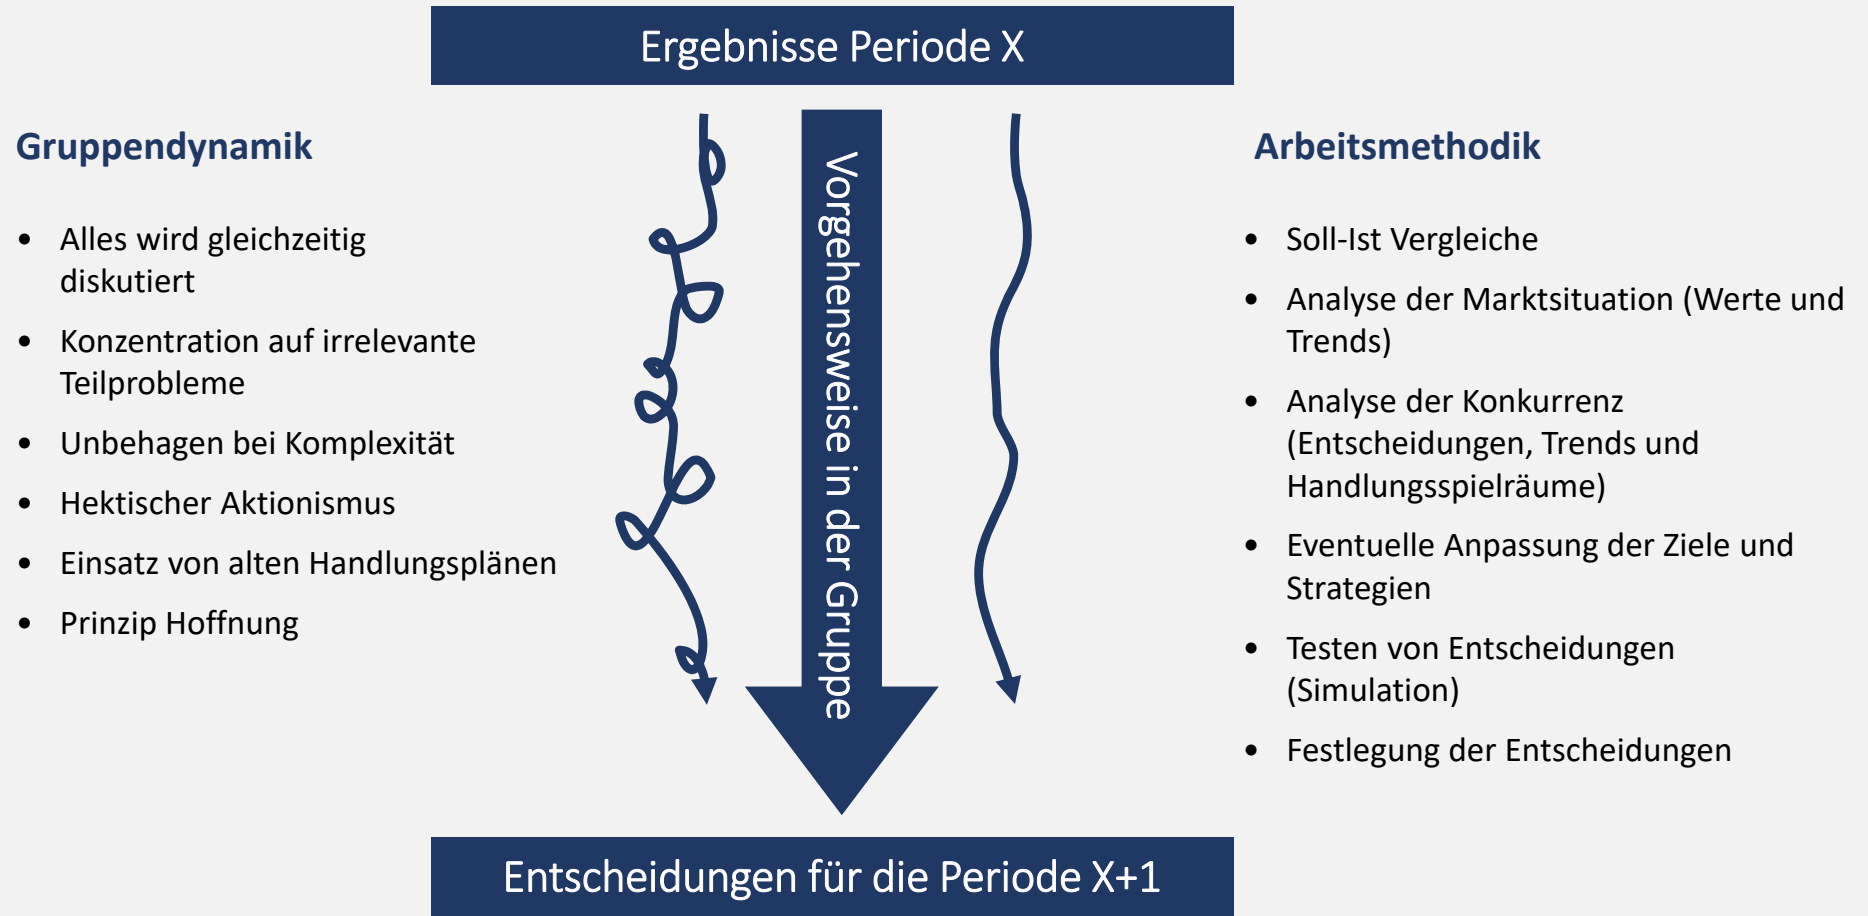 Ergebnisse Periode X
Gruppendynamik
• Alles wird gleichzeitig
diskutiert
• Konzentration auf irrelevante
Teilprobleme
• Unbehagen bei Komplexität
• Hektischer Aktionismus
• Einsatz von alten Handlungsplänen
• Prinzip Hoffnung
Vorgehensweise in der Gruppe
Arbeitsmethodik
• Soll-Ist Vergleiche
• Analyse der Marktsituation (Werte und
Trends)
• Analyse der Konkurrenz
(Entscheidungen, Trends und
Handlungsspielräume)
• Eventuelle Anpassung der Ziele und
Strategien
• Testen von Entscheidungen
(Simulation)
• Festlegung der Entscheidungen
Entscheidungen für die Periode X+1